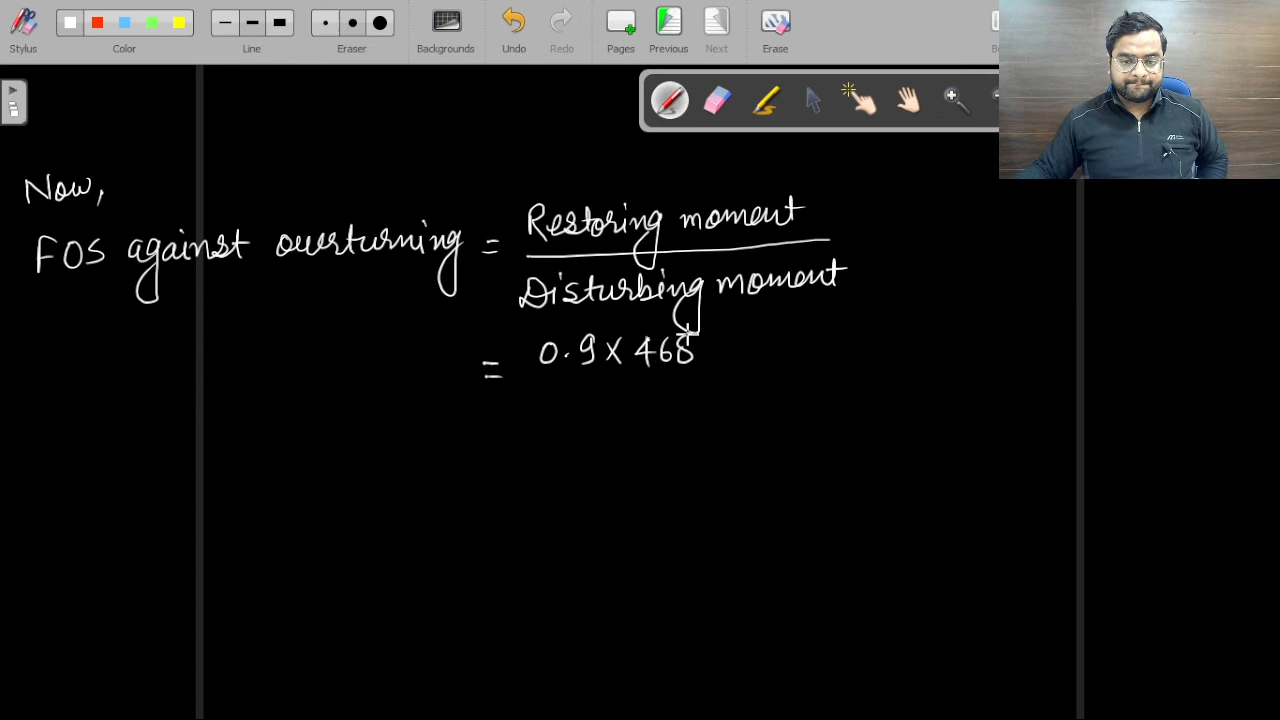 Stylus
Color
Line
Eraser
Backgrounds
Undo
Redo
Pages
Previous
Next
Erase
Now,
FOS against overturning = Restoring moment
Disturbing moment
= 0.9 × 468